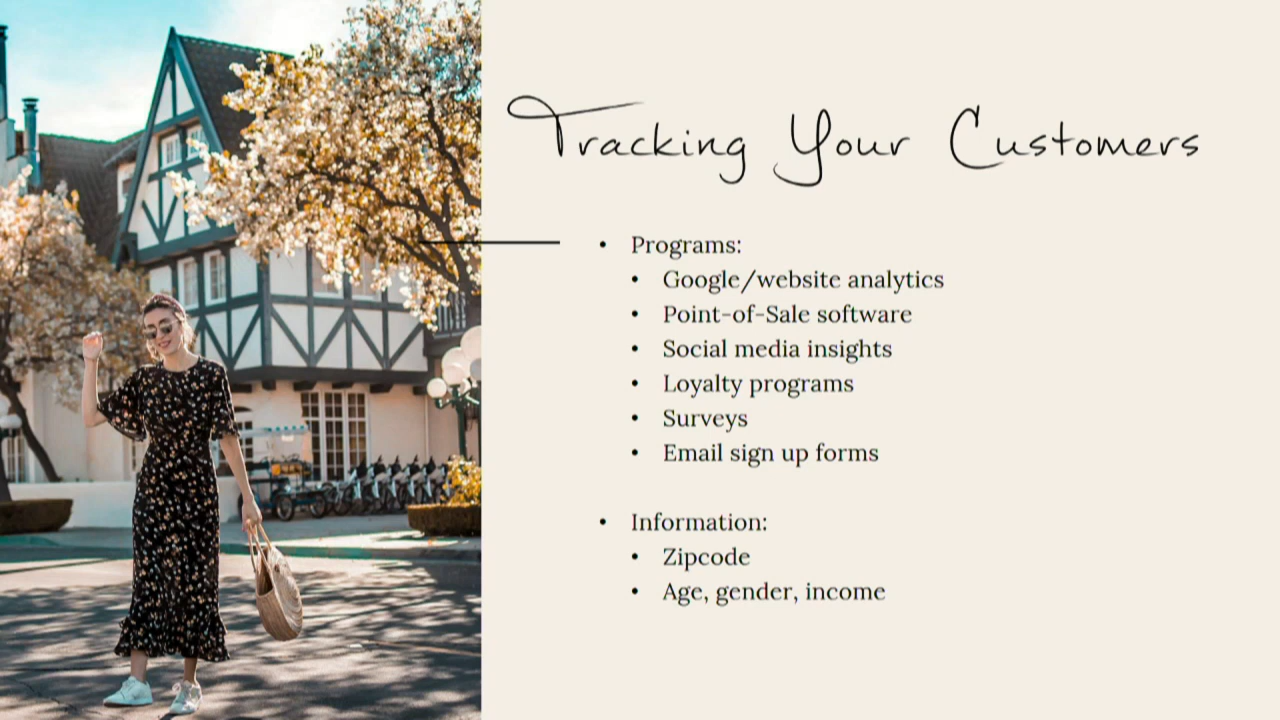 Tracking Your Customers
• Programs:
• Google/website analytics
• Point-of-Sale software
• Social media insights
• Loyalty programs
• Surveys
• Email sign up forms
• Information:
• Zipcode
• Age, gender, income